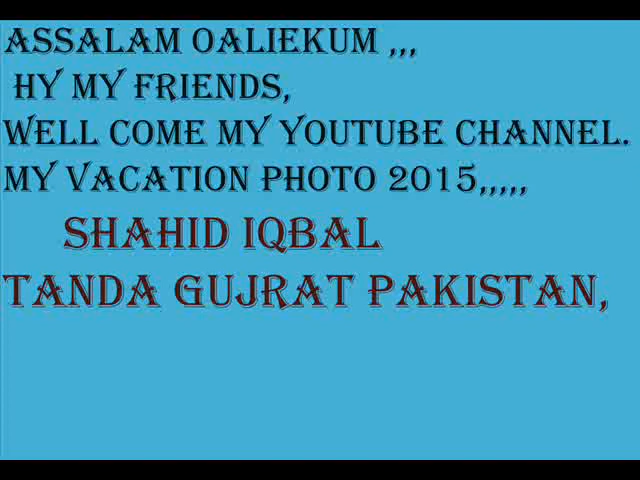 ASSALAM OALIEKUM ,,,
HY MY FRIENDS,
WELL COME MY YOUTUBE CHANNEL.
MY VACATION PHOTO 2015,,,,,
SHAHID IQBAL
TANDA GUJRAT PAKISTAN,